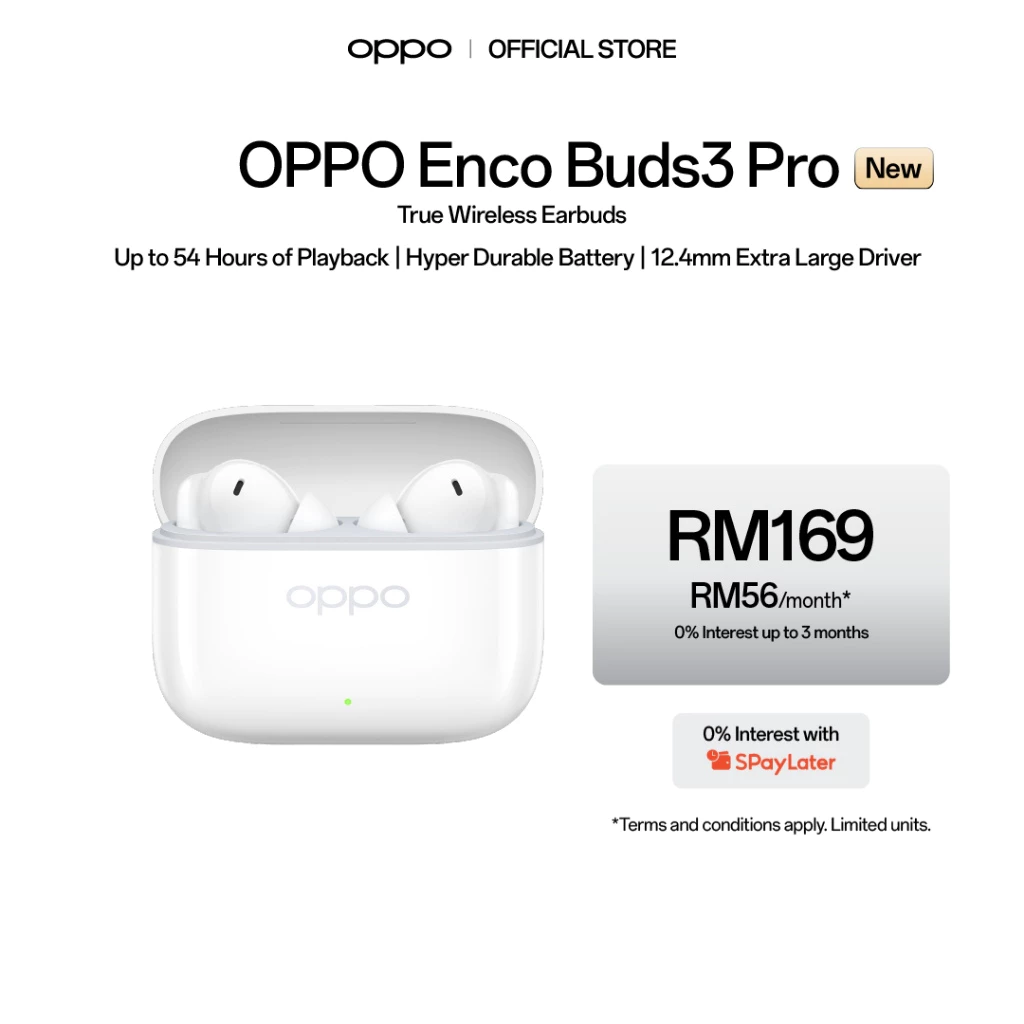 oppo | OFFICIAL STORE
OPPO Enco Buds3 Pro New
True Wireless Earbuds
Up to 54 Hours of Playback | Hyper Durable Battery | 12.4mm Extra Large Driver
oppo
RM169
RM56/month*
0% Interest up to 3 months
0% Interest with
SPayLater
*Terms and conditions apply. Limited units.